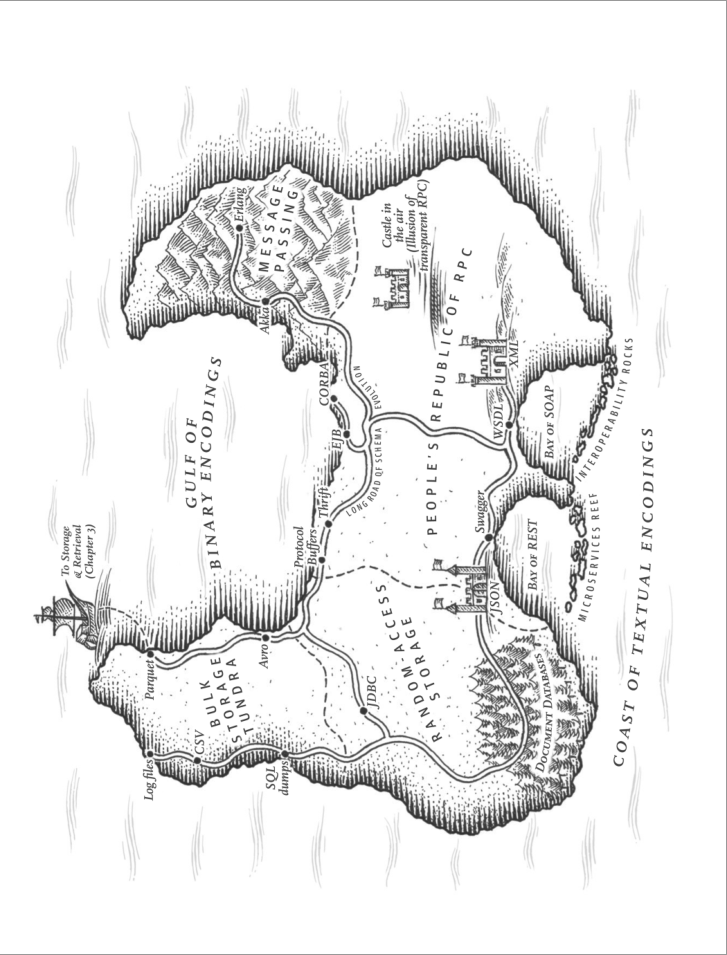 To Storage
& Retrieval
(Chapter 3)
GULF OF
BINARY ENCODINGS
Parquet
Log files
CSV
BULK
STORAGE
TUNDRA
SQL
dumps
Avro
Protocol
Buffers
Thrift
LONG ROAD OF SCHEMA EVOLUTION
EJB
CORBA
Akka
Erlang
MESSAGE
PASSING
Castle in
the air
(Illusion of
transparent RPC)
JDBC
RANDOM-ACCESS
STORAGE
PEOPLE'S REPUBLIC OF RPC
JSON
Swagger
WSDL
XML
DOCUMENT DATABASES
BAY OF REST
BAY OF SOAP
MICROSERVICES REEF
INTEROPERABILITY ROCKS
COAST OF TEXTUAL ENCODINGS